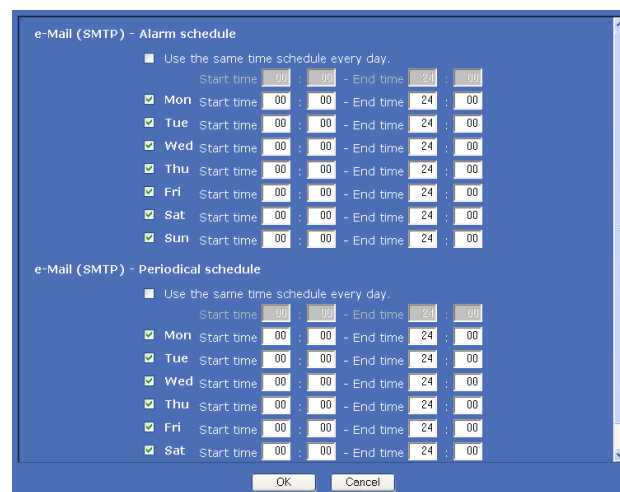 e-Mail (SMTP) - Alarm schedule
Use the same time schedule every day.
Start time 00 : 00 - End time 24 : 00
Mon Start time 00 : 00 - End time 24 : 00
Tue Start time 00 : 00 - End time 24 : 00
Wed Start time 00 : 00 - End time 24 : 00
Thu Start time 00 : 00 - End time 24 : 00
Fri Start time 00 : 00 - End time 24 : 00
Sat Start time 00 : 00 - End time 24 : 00
Sun Start time 00 : 00 - End time 24 : 00
e-Mail (SMTP) - Periodical schedule
Use the same time schedule every day.
Start time 00 : 00 - End time 24 : 00
Mon Start time 00 : 00 - End time 24 : 00
Tue Start time 00 : 00 - End time 24 : 00
Wed Start time 00 : 00 - End time 24 : 00
Thu Start time 00 : 00 - End time 24 : 00
Fri Start time 00 : 00 - End time 24 : 00
Sat Start time 00 : 00 - End time 24 : 00
OK Cancel